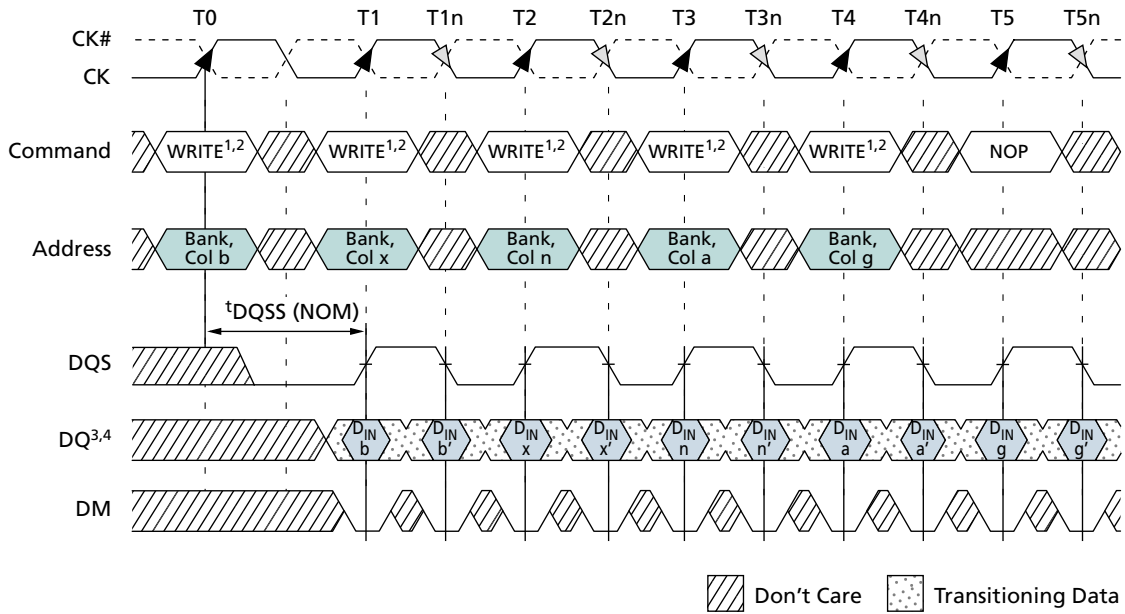 T0 T1 T1n T2 T2n T3 T3n T4 T4n T5 T5n
CK#
CK
Command WRITE1,2 WRITE1,2 WRITE1,2 WRITE1,2 WRITE1,2 NOP
Address Bank, Bank, Bank, Bank, Bank,
Col b Col x Col n Col a Col g
tDQSS (NOM)
DQS
DQ3,4 DIN DIN DIN DIN DIN DIN DIN DIN DIN DIN
b b' x x' n n' a a' g g'
DM
Don't Care Transitioning Data